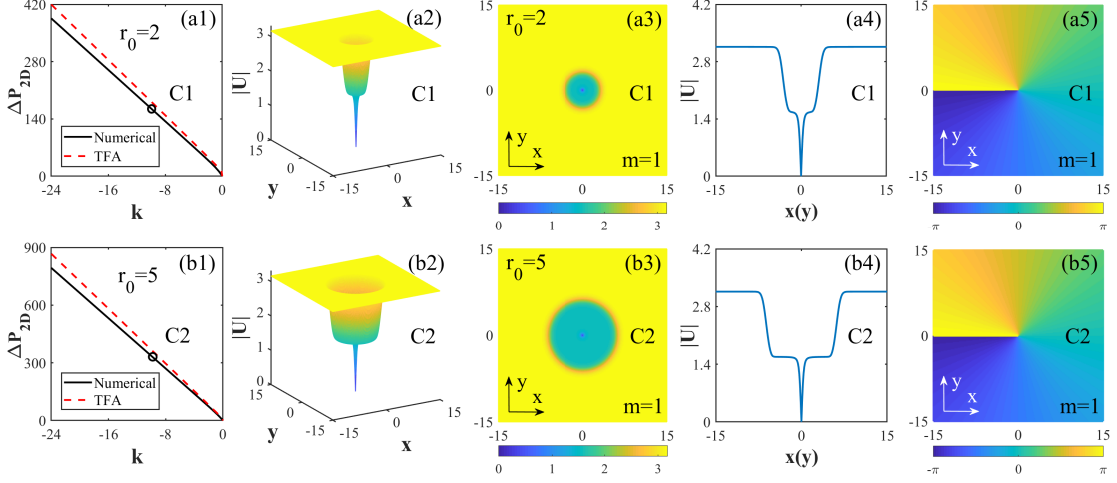 420
280
140
0
ΔP2D
r0=2
(a1)
C1
Numerical
TFA
-24
-16
-8
0
k
(a2)
3
2
1
0
|U|
C1
15
0
-15
y
-15
0
15
x
15
0
-15
r0=2
(a3)
C1
y
x
m=1
-15
0
15
0
1
2
3
4.2
2.8
1.4
0
|U|
(a4)
C1
-15
0
15
x(y)
(a5)
C1
y
x
m=1
-15
0
15
-π
0
π
900
600
300
0
ΔP2D
r0=5
(b1)
C2
Numerical
TFA
-24
-16
-8
0
k
(b2)
3
2
1
0
|U|
C2
15
0
-15
y
-15
0
15
x
15
0
-15
r0=5
(b3)
C2
y
x
m=1
-15
0
15
0
1
2
3
4.2
2.8
1.4
0
|U|
(b4)
C2
-15
0
15
x(y)
(b5)
C2
y
x
m=1
-15
0
15
-π
0
π